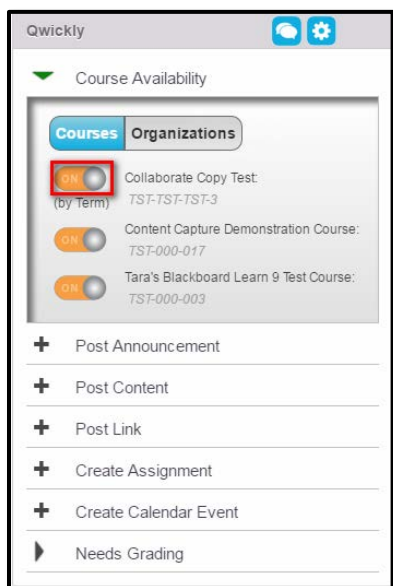 Qwickly
Course Availability
Courses Organizations
ON
Collaborate Copy Test:
(by Term)
TST-TST-TST-3
ON
Content Capture Demonstration Course:
TST-000-017
ON
Tara's Blackboard Learn 9 Test Course:
TST-000-003
Post Announcement
Post Content
Post Link
Create Assignment
Create Calendar Event
Needs Grading